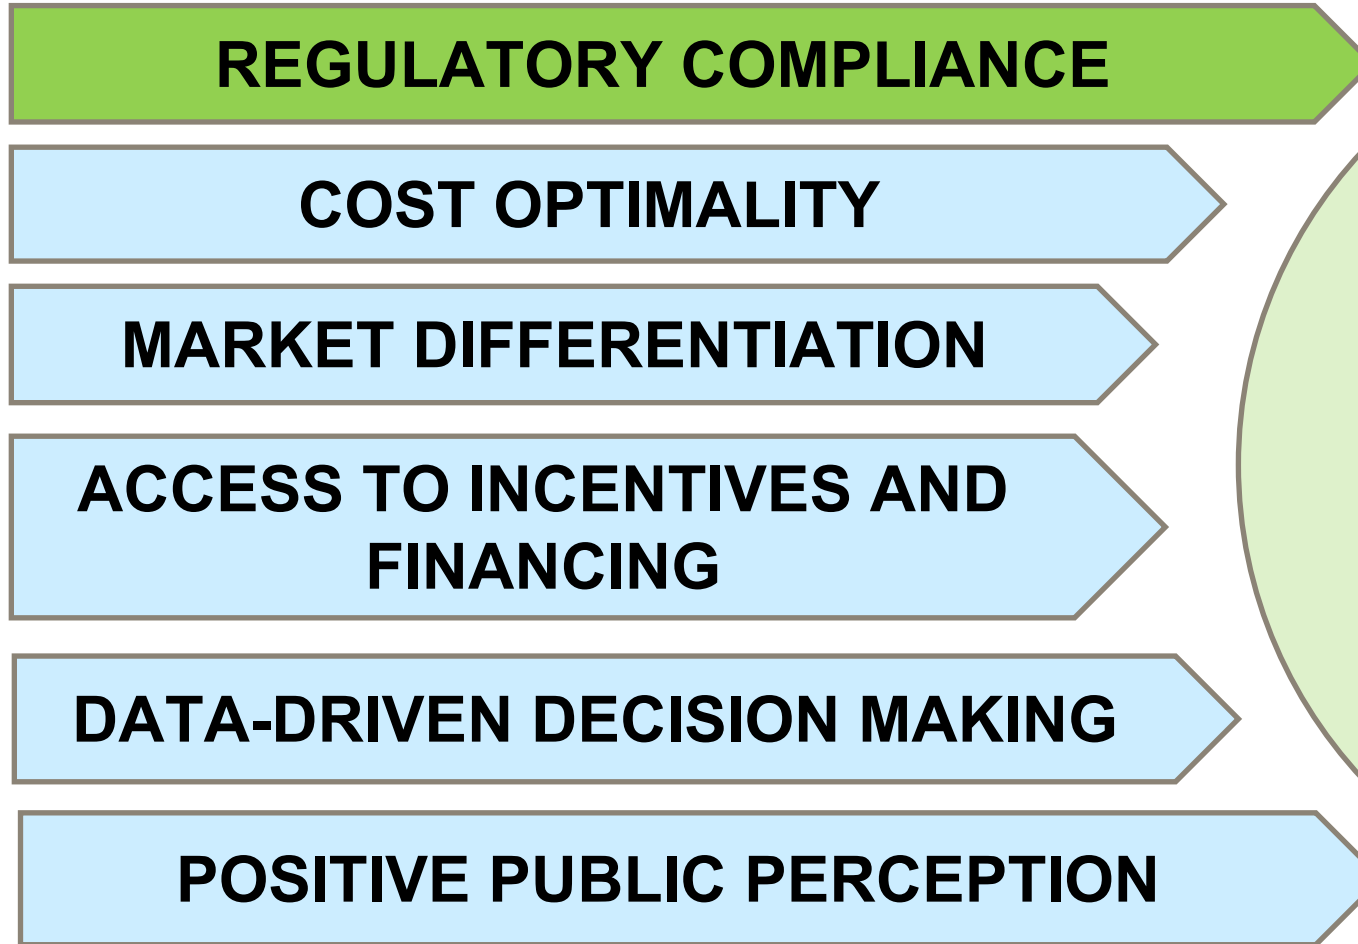 REGULATORY COMPLIANCE
COST OPTIMALITY
MARKET DIFFERENTIATION
ACCESS TO INCENTIVES AND
FINANCING
DATA-DRIVEN DECISION MAKING
POSITIVE PUBLIC PERCEPTION